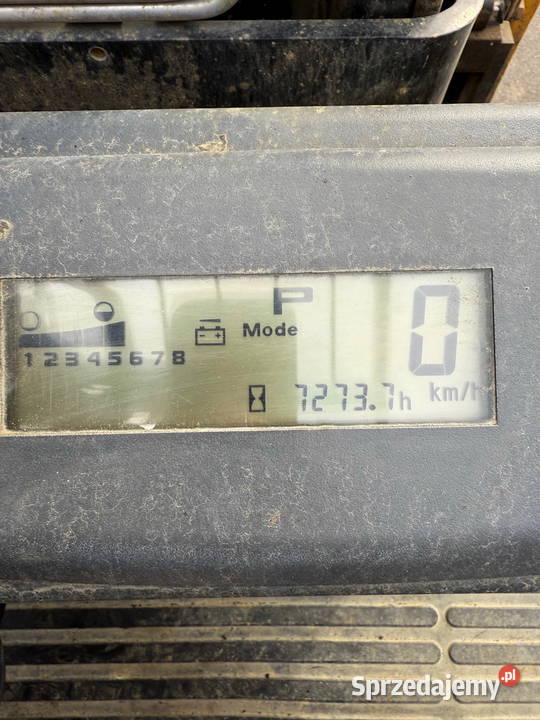 P
0
Mode
12345678
7273.7h
km/h
Sprzedajemy.pl